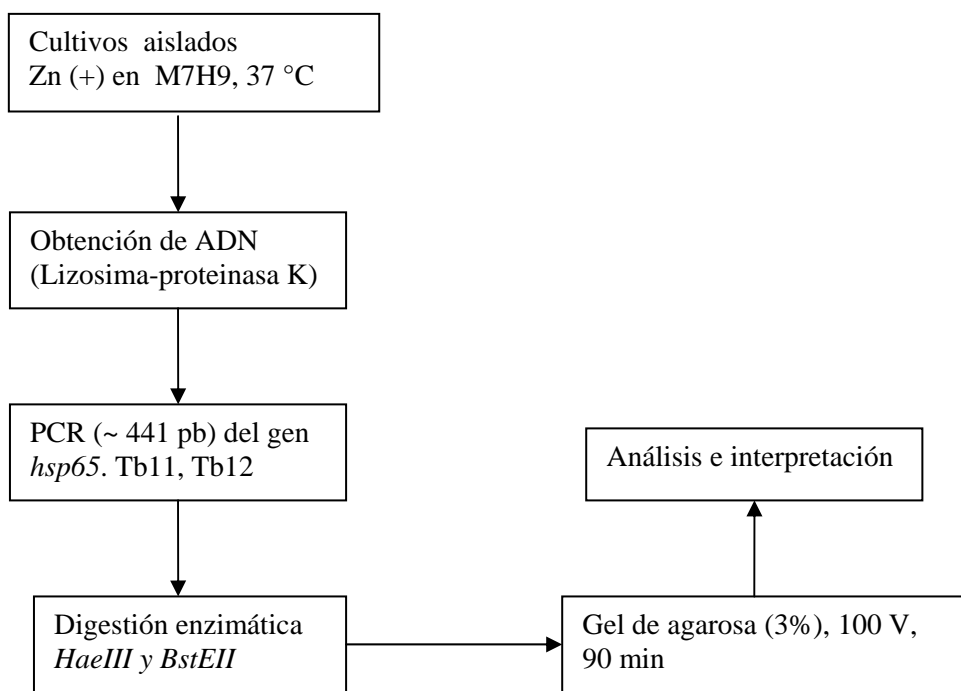 Cultivos aislados
Zn (+) en M7H9, 37 °C
Obtención de ADN
(Lizosima-proteinasa K)
PCR (~ 441 pb) del gen
hsp65. Tb11, Tb12
Digestión enzimática
HaeIII y BstEII
Gel de agarosa (3%), 100 V,
90 min
Análisis e interpretación